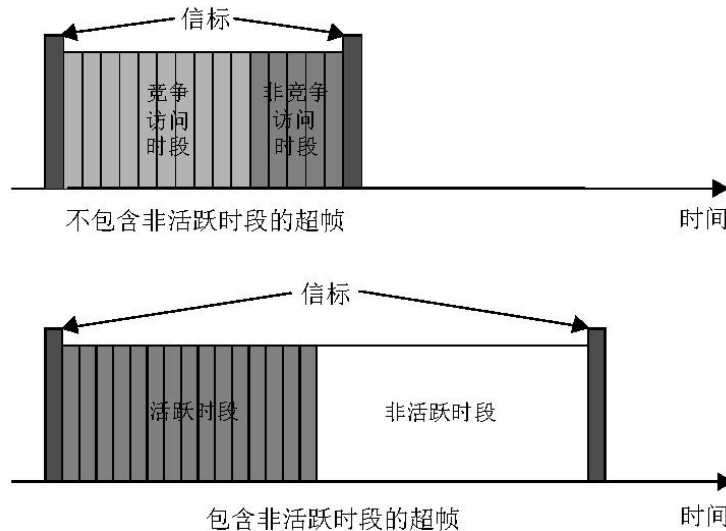 信标
竞争
访问
时段
非竞争
访问
时段
不包含非活跃时段的超帧
时间
信标
活跃时段
非活跃时段
包含非活跃时段的超帧
时间